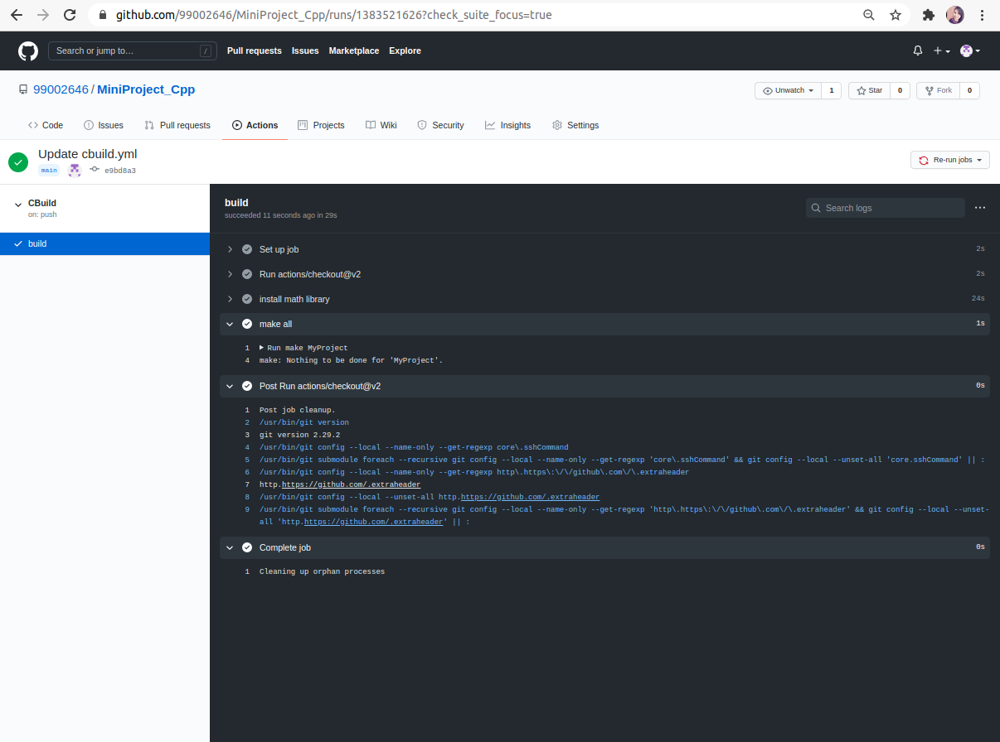 github.com/99002646/MiniProject_Cpp/runs/1383521626?check_suite_focus=true
Search or jump to… /
Pull requests Issues Marketplace Explore
99002646 / MiniProject_Cpp
Unwatch 1 Star 0 Fork 0
Code Issues Pull requests Actions Projects Wiki Security Insights Settings
Update cbuild.yml
main e9bd8a3
Re-run jobs
CBuild
on: push
build
build
succeeded 11 seconds ago in 29s
Search logs
Set up job 2s
Run actions/checkout@v2 2s
install math library 24s
make all 1s
1 Run make MyProject
4 make: Nothing to be done for 'MyProject'.
Post Run actions/checkout@v2 0s
1 Post job cleanup.
2 /usr/bin/git version
3 git version 2.29.2
4 /usr/bin/git config --local --name-only --get-regexp core\.sshCommand
5 /usr/bin/git submodule foreach --recursive git config --local --name-only --get-regexp 'core\.sshCommand' && git config --local --unset-all 'core.sshCommand' || :
6 /usr/bin/git config --local --name-only --get-regexp http\.https\:\/\/github\.com\/\.extraheader
7 http.https://github.com/.extraheader
8 /usr/bin/git config --local --unset-all http.https://github.com/.extraheader
9 /usr/bin/git submodule foreach --recursive git config --local --name-only --get-regexp 'http\.https\:\/\/github\.com\/\.extraheader' && git config --local --unset-
all 'http.https://github.com/.extraheader' || :
Complete job 0s
1 Cleaning up orphan processes